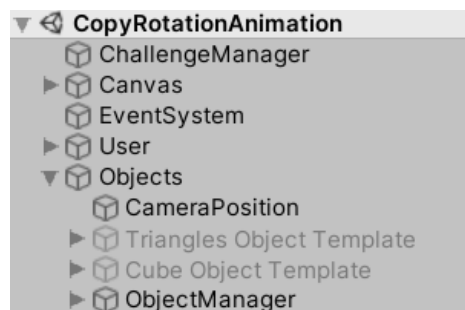 CopyRotationAnimation
ChallengeManager
Canvas
EventSystem
User
Objects
CameraPosition
Triangles Object Template
Cube Object Template
ObjectManager